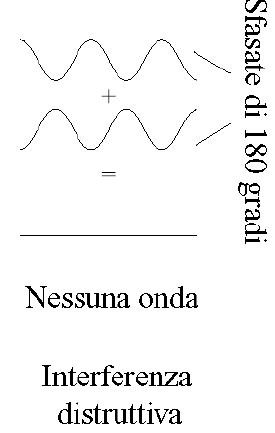 Sfasate di 180 gradi
+
=
Nessuna onda
Interferenza
distruttiva